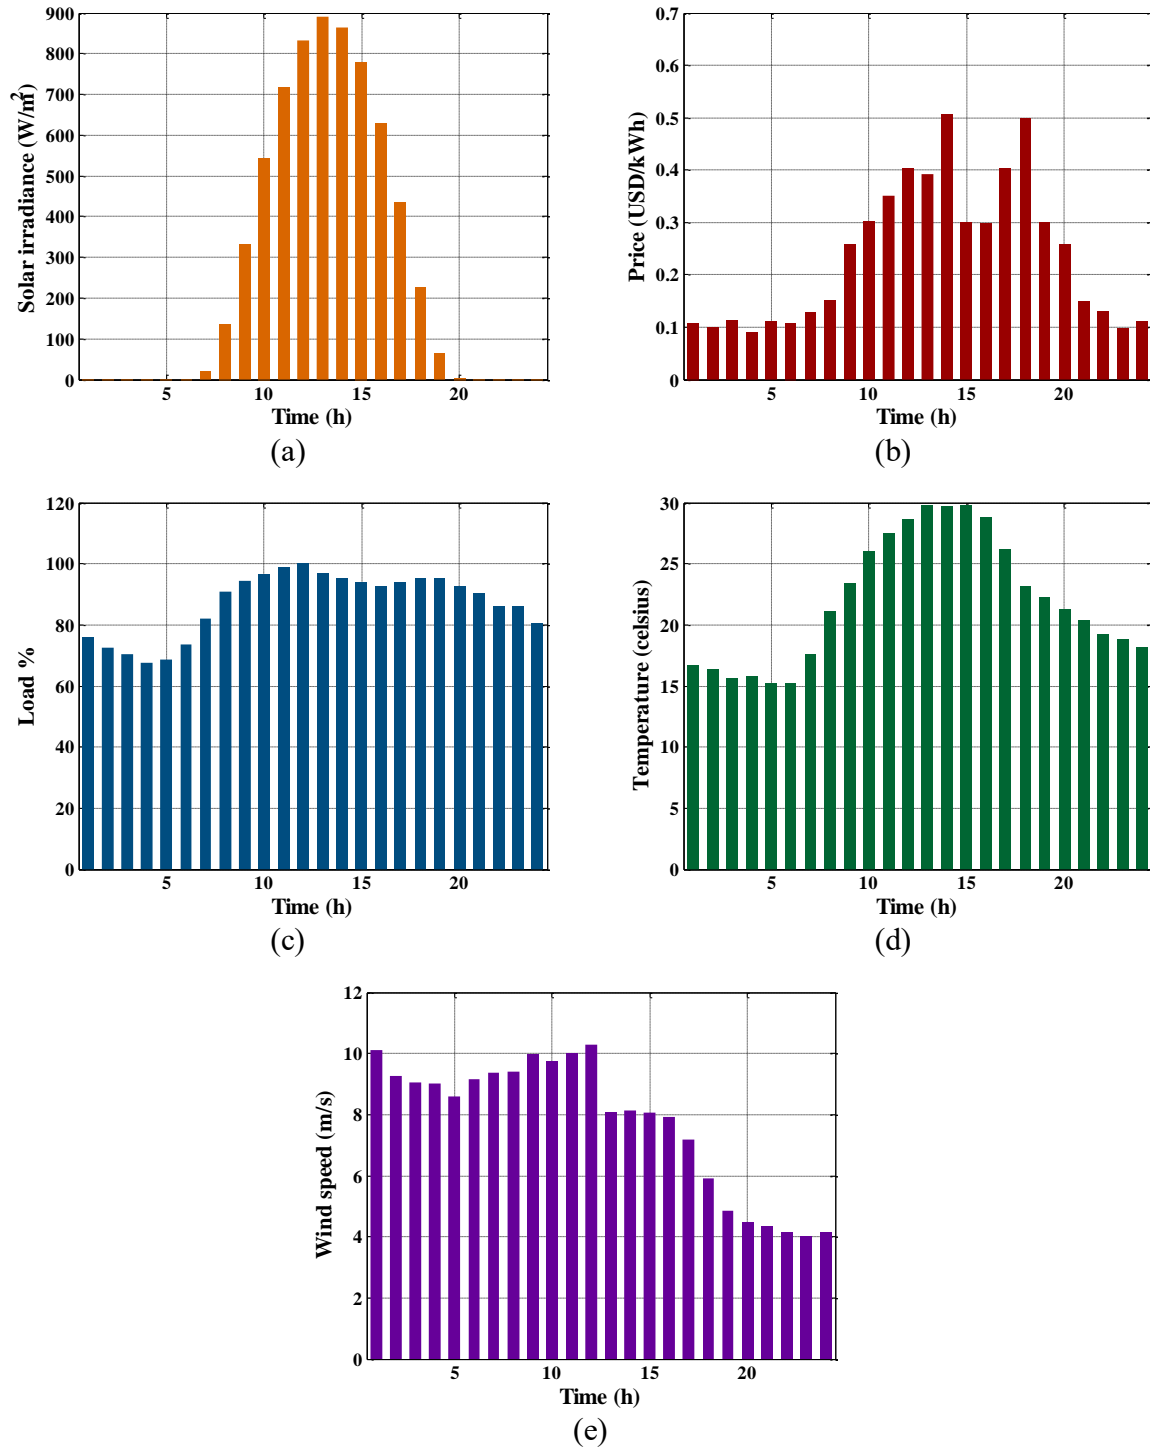 900
800
700
600
500
400
300
200
100
0
Solar irradiance (W/m²)
5 10 15 20
Time (h)
(a)
0.7
0.6
0.5
0.4
0.3
0.2
0.1
0
Price (USD/kWh)
5 10 15 20
Time (h)
(b)
120
100
80
60
40
20
0
Load %
5 10 15 20
Time (h)
(c)
30
25
20
15
10
5
0
Temperature (celsius)
5 10 15 20
Time (h)
(d)
12
10
8
6
4
2
0
Wind speed (m/s)
5 10 15 20
Time (h)
(e)